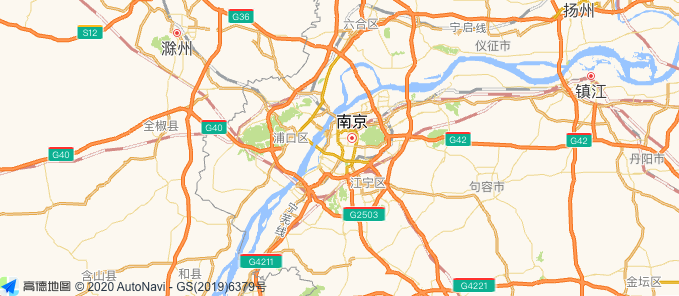 扬州
G36
六合区
宁启线
S12
仪征市
滁州
镇江
南京
全椒县
G40
浦口区
G42
G42
G40
丹阳市
江宁区
句容市
G2503
宁芜线
G4211
含山县
和县
G4221
金坛区
高德地图 © 2020 AutoNavi - GS(2019)6379号